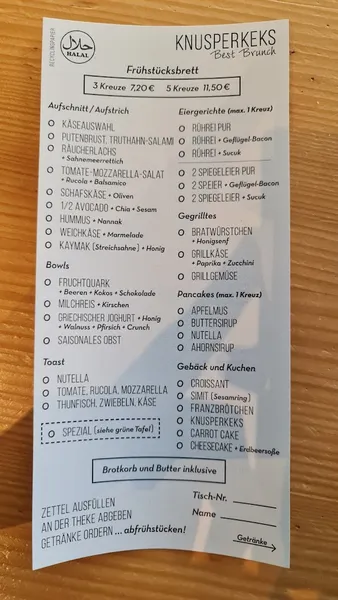 RECYCLINGPAPIER
حلال
HALAL
KNUSPERKEKS
Best Brunch
Frühstücksbrett
3 Kreuze 7,20 € 5 Kreuze 11,50 €
Aufschnitt / Aufstrich
O KÄSEAUSWAHL
O PUTENBRUST, TRUTHAHN-SALAMI
O RÄUCHERLACHS
+ Sahnemeerrettich
O TOMATE-MOZZARELLA-SALAT
+ Rucola + Balsamico
O SCHAFSKÄSE + Oliven
O 1/2 AVOCADO + Chia + Sesam
O HUMMUS + Nannak
O WEICHKÄSE + Marmelade
O KAYMAK (Streichsahne) + Honig
Bowls
O FRUCHTQUARK
+ Beeren + Kokos + Schokolade
O MILCHREIS + Kirschen
O GRIECHISCHER JOGHURT + Honig
+ Walnuss + Pfirsich + Crunch
O SAISONALES OBST
Toast
O NUTELLA
O TOMATE, RUCOLA, MOZZARELLA
O THUNFISCH, ZWIEBELN, KÄSE
O SPEZIAL (siehe grüne Tafel)
Eiergerichte (max. 1 Kreuz)
O RÜHREI PUR
O RÜHREI + Geflügel-Bacon
O RÜHREI + Sucuk
O 2 SPIEGELEIER PUR
O 2 SP.EIER + Geflügel-Bacon
O 2 SPIEGELEIER + Sucuk
Gegrilltes
O BRATWÜRSTCHEN
+ Honigsenf
O GRILLKÄSE
+ Paprika + Zucchini
O GRILLGEMÜSE
Pancakes (max. 1 Kreuz)
O APFELMUS
O BUTTERSIRUP
O NUTELLA
O AHORNSIRUP
Gebäck und Kuchen
O CROISSANT
O SIMIT (Sesamring)
O FRANZBRÖTCHEN
O KNUSPERKEKS
O CARROT CAKE
O CHEESECAKE + Erdbeersoße
Brotkorb und Butter inklusive
ZETTEL AUSFÜLLEN
AN DER THEKE ABGEBEN
GETRÄNKE ORDERN ... abfrühstücken!
Tisch-Nr.
Name
Getränke